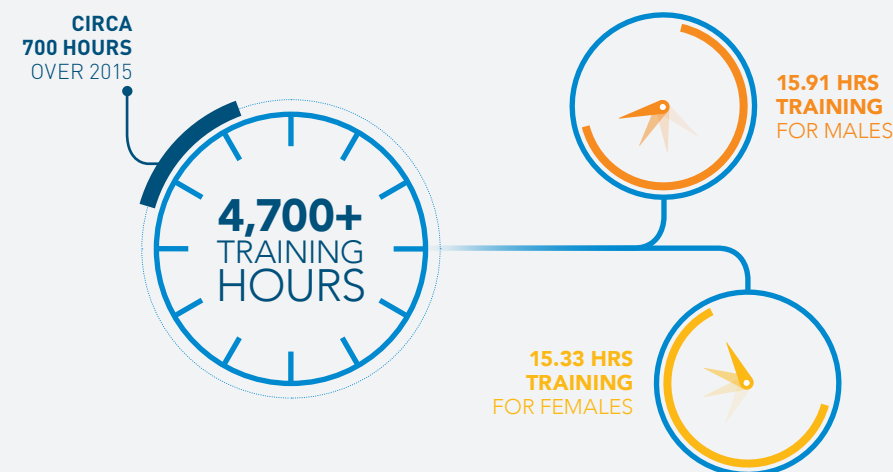 CIRCA
700 HOURS
OVER 2015
4,700+
TRAINING
HOURS
15.91 HRS
TRAINING
FOR MALES
15.33 HRS
TRAINING
FOR FEMALES